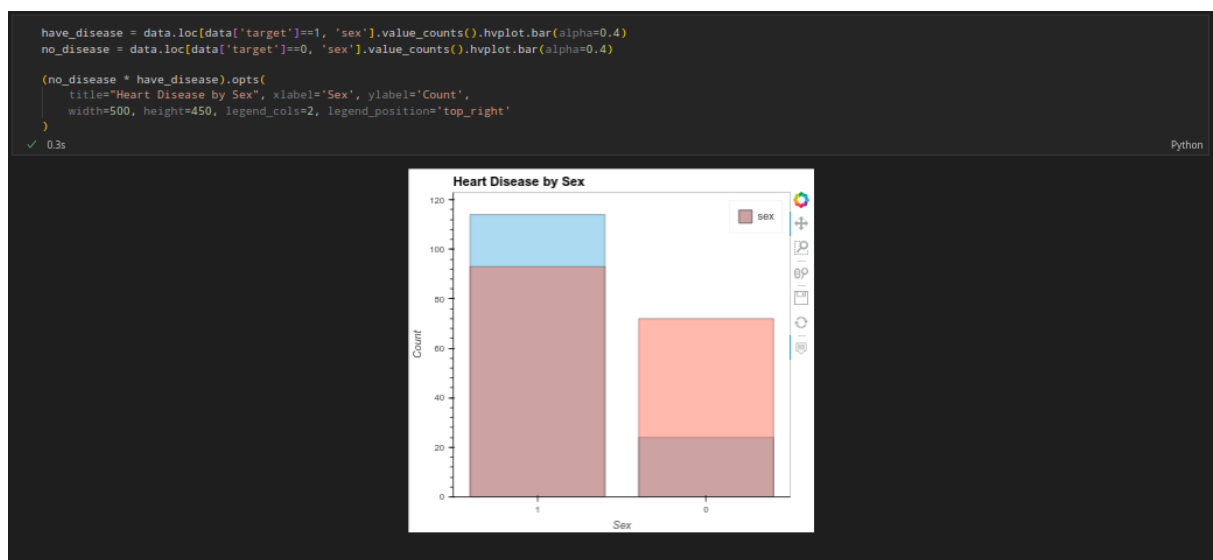 have_disease = data.loc[data['target']==1, 'sex'].value_counts().hvplot.bar(alpha=0.4)
no_disease = data.loc[data['target']==0, 'sex'].value_counts().hvplot.bar(alpha=0.4)
(no_disease * have_disease).opts(
title="Heart Disease by Sex", xlabel='Sex', ylabel='Count',
width=500, height=450, legend_cols=2, legend_position='top_right'
)
0.3s
Python
Heart Disease by Sex
sex
120
100
80
60
40
20
0
Count
1
0
Sex